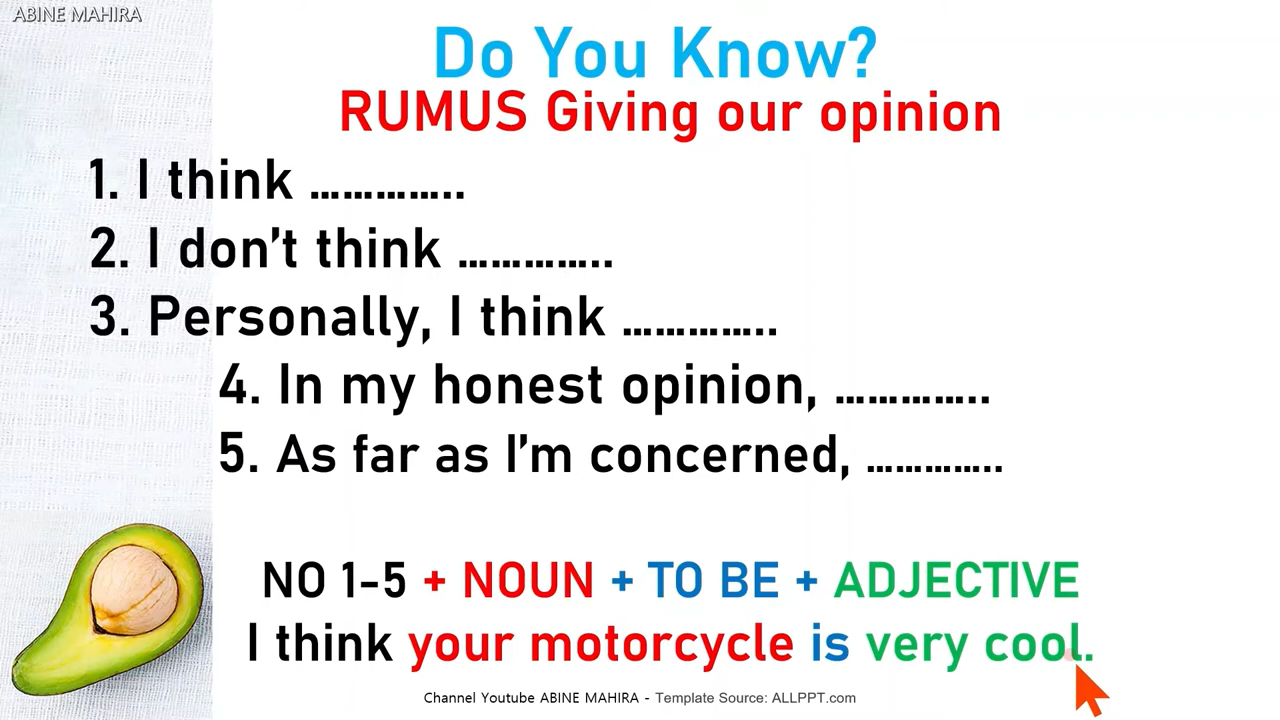 ABINE MAHIRA
Do You Know?
RUMUS Giving our opinion
1. I think ……………..
2. I don't think ……………..
3. Personally, I think ……………..
4. In my honest opinion, ……………..
5. As far as I'm concerned, ……………..
NO 1-5 + NOUN + TO BE + ADJECTIVE
I think your motorcycle is very cool.
Channel Youtube ABINE MAHIRA - Template Source: ALLPPT.com